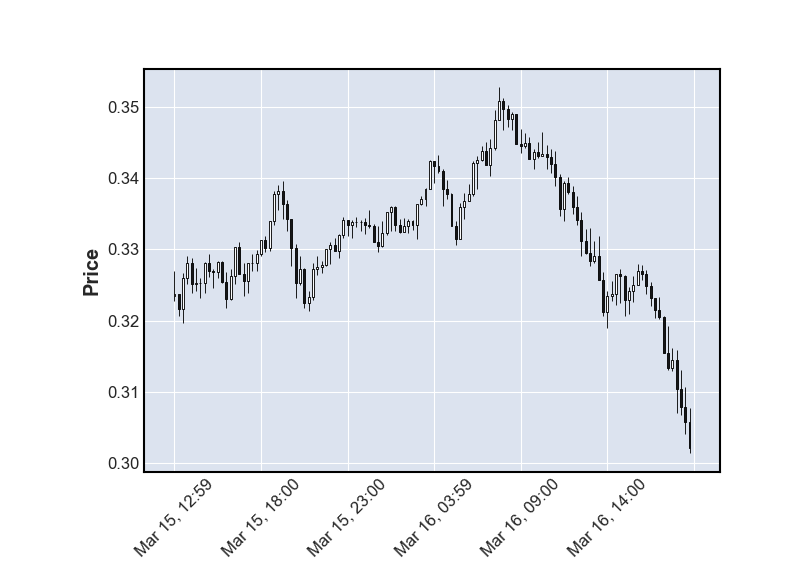 Price
0.35
0.34
0.33
0.32
0.31
0.30
Mar 15, 12:59
Mar 15, 18:00
Mar 15, 23:00
Mar 16, 03:59
Mar 16, 09:00
Mar 16, 14:00